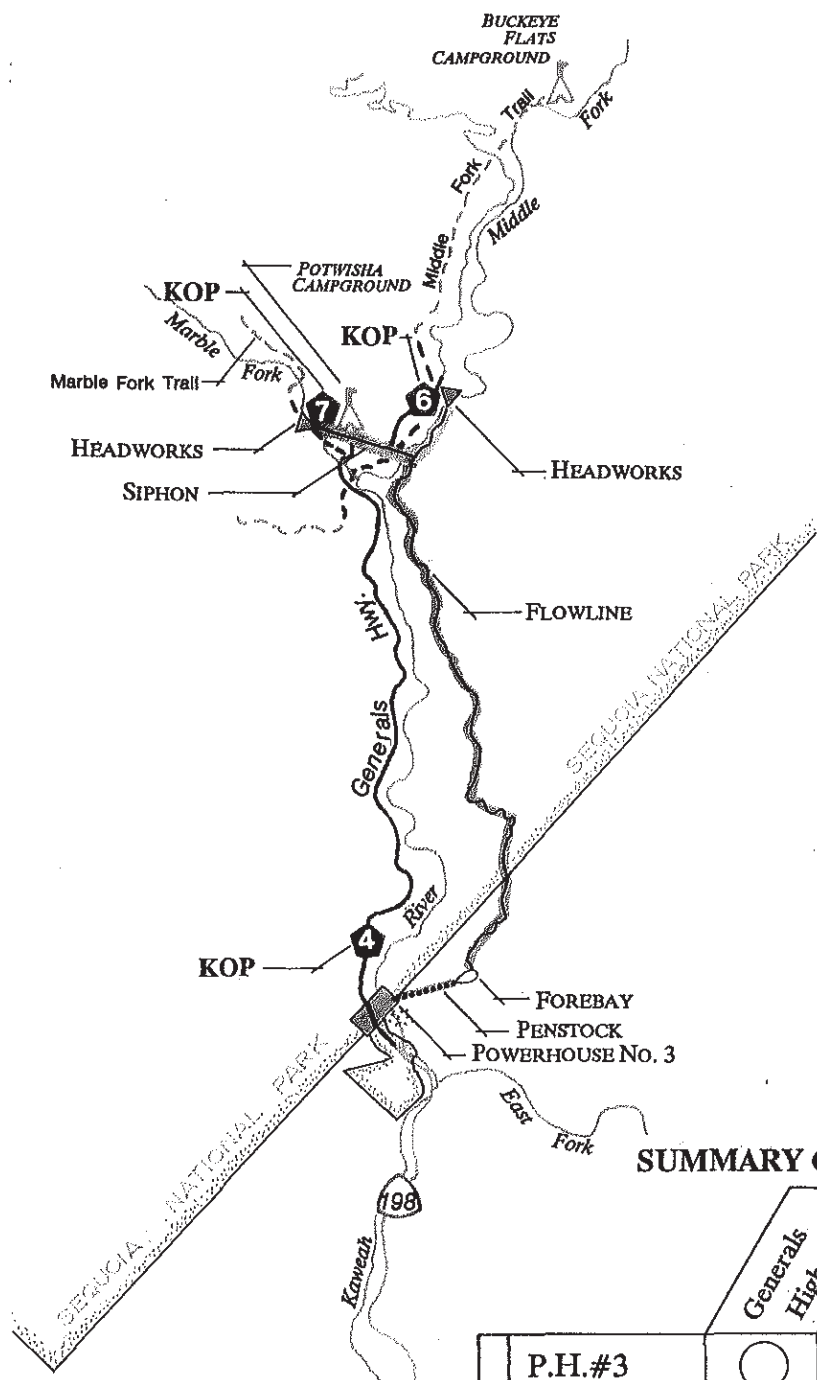 BUCKEYE
FLATS
CAMPGROUND
Trail
Fork
Fork
Middle
Middle
POTWISHA
CAMPGROUND
KOP
KOP
Marble
Fork
Marble Fork Trail
7
6
HEADWORKS
HEADWORKS
SIPHON
SEQUOIA NATIONAL PARK
FLOWLINE
Hwy.
Generals
River
4
KOP
FOREBAY
PENSTOCK
POWERHOUSE NO. 3
East
Fork
SEQUOIA NATIONAL PARK
SUMMARY
198
Kaweah
Generals
P.H.#3